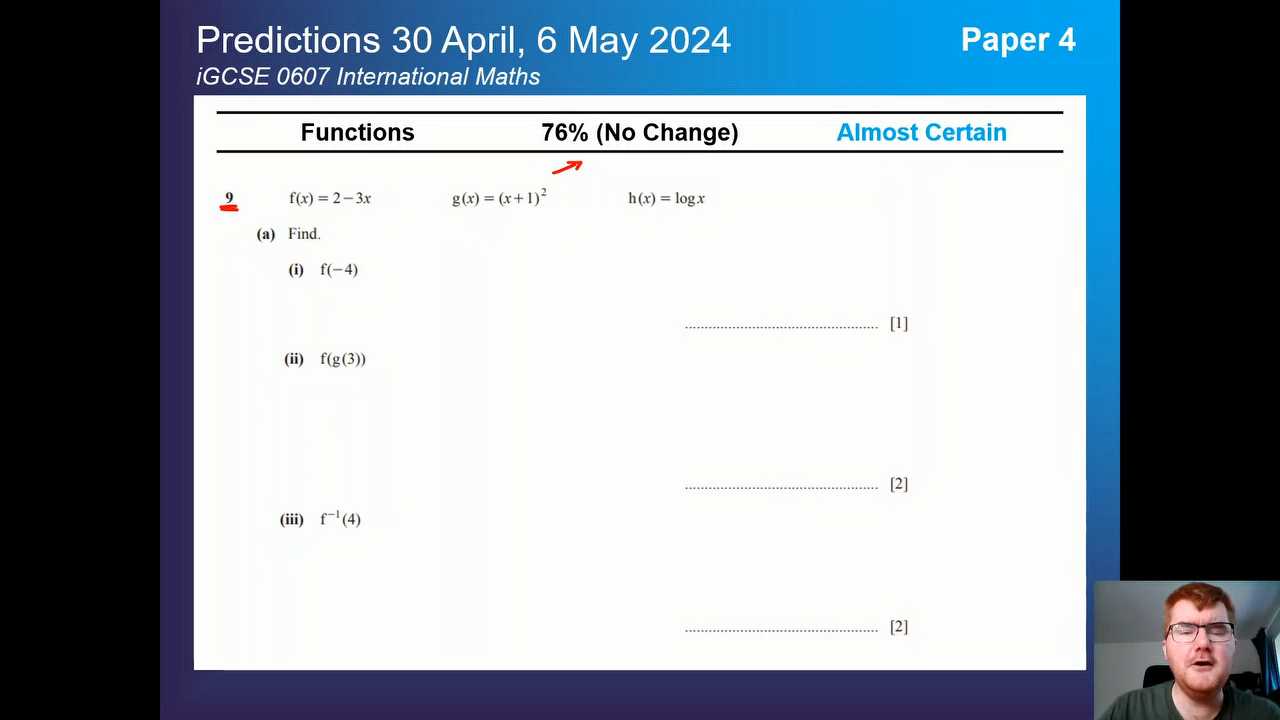 Predictions 30 April, 6 May 2024
Paper 4
iGCSE 0607 International Maths
Functions 76% (No Change) Almost Certain
9 f(x) = 2 − 3x g(x) = (x + 1)² h(x) = log x
(a) Find.
(i) f(−4)
................................................ [1]
(ii) f(g(3))
................................................ [2]
(iii) f⁻¹(4)
................................................ [2]